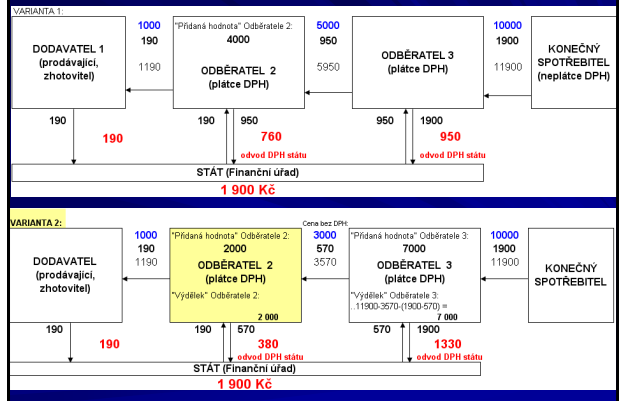 VARIANTA 1:
1000
"Přidaná hodnota" Odběratele 2:
5000
10000
DODAVATEL 1
(prodávající,
zhotovitel)
190
1190
4000
ODBĚRATEL 2
(plátce DPH)
950
5950
ODBĚRATEL 3
(plátce DPH)
1900
11900
KONEČNÝ
SPOTŘEBITEL
(neplátce DPH)
190
190
190
950
760
odvod DPH státu
950
1900
950
odvod DPH státu
STÁT (Finanční úřad)
1 900 Kč
VARIANTA 2:
1000
"Přidaná hodnota" Odběratele 2:
Cena bez DPH:
3000
"Přidaná hodnota" Odběratele 3:
10000
DODAVATEL
(prodávající,
zhotovitel)
190
1190
2000
ODBĚRATEL 2
(plátce DPH)
"Výdělek" Odběratele 2:
2 000
570
3570
7000
ODBĚRATEL 3
(plátce DPH)
"Výdělek" Odběratele 3:
..11900-3570-(1900-570) =
7 000
1900
11900
KONEČNÝ
SPOTŘEBITEL
190
190
190
570
380
odvod DPH státu
570
1900
1330
odvod DPH státu
STÁT (Finanční úřad)
1 900 Kč